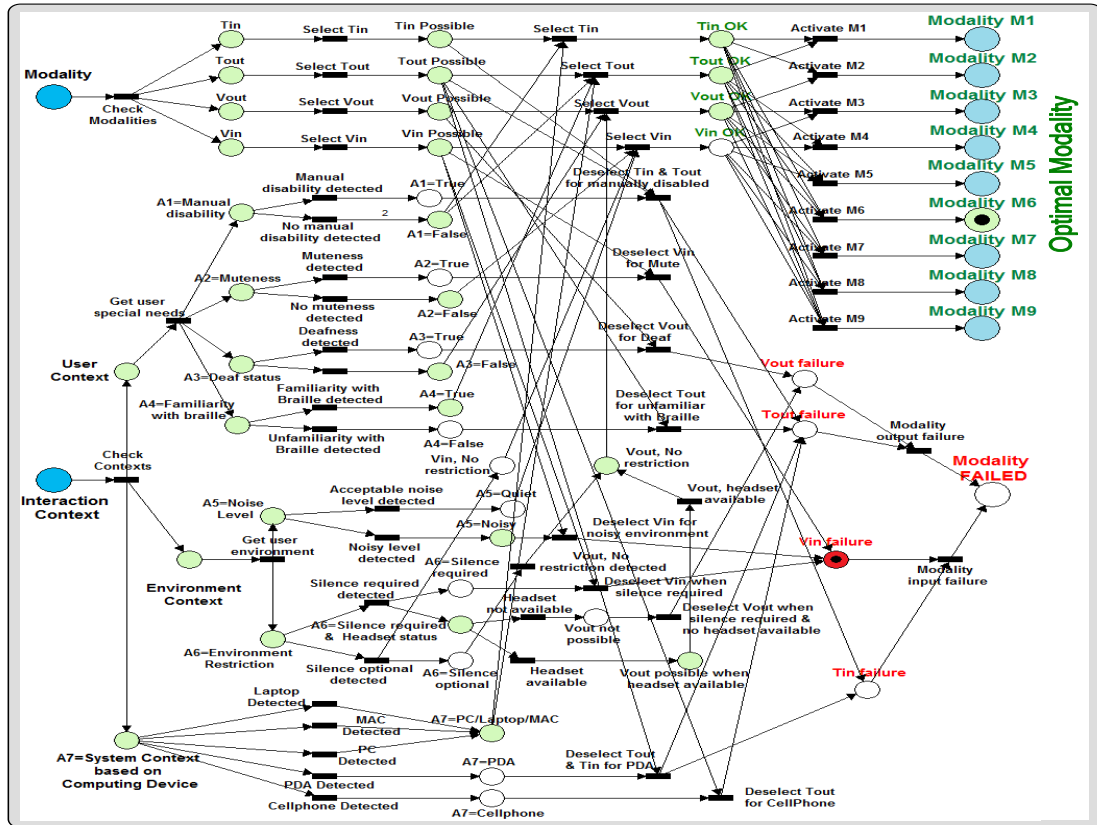 Tin
Select Tin
Tin Possible
Select Tin
Tin OK
Activate M1
Modality M1
Modality
Tout
Select Tout
Tout Possible
Select Tout
Tout OK
Activate M2
Modality M2
Check
Modalities
Vout
Select Vout
Vout Possible
Select Vout
Vout OK
Activate M3
Modality M3
Vin
Select Vin
Vin Possible
Select Vin
Vin OK
Activate M4
Modality M4
Activate M5
Modality M5
Activate M6
Modality M6
Activate M7
Modality M7
Activate M8
Modality M8
Activate M9
Modality M9
Optimal Modality
Manual
disability detected
A1=True
Deselect Tin & Tout
for manually disabled
A1=Manual
disability
2
No manual
disability detected
A1=False
Muteness
detected
A2=True
Deselect Vin
for Mute
A2=Muteness
No muteness
detected
A2=False
Get user
special needs
Deafness
detected
A3=True
Deselect Vout
for Deaf
A3=Deaf status
A3=False
User
Context
Familiarity with
Braille detected
A4=True
Deselect Tout
for unfamiliar
with Braille
A4=Familiarity
with braille
Unfamiliarity with
Braille detected
A4=False
Vout failure
Tout failure
Modality
output failure
Modality
FAILED
Check
Contexts
Interaction
Context
Vin, No
restriction
Vout, No
restriction
Vout, headset
available
A5=Noise
Level
Acceptable noise
level detected
A5=Quiet
Get user
environment
Noisy level
detected
A5=Noisy
Deselect Vin for
noisy environment
Vin failure
Modality
input failure
Environment
Context
A6=Silence
required
Vout, No
restriction detected
Silence required
detected
Deselect Vin when
silence required
Headset
not available
A6=Silence required
& Headset status
Vout not
possible
Deselect Vout when
silence required &
no headset available
A6=Environment
Restriction
Silence optional
detected
A6=Silence
optional
Headset
available
Vout possible when
headset available
Tin failure
Laptop
Detected
MAC
Detected
A7=PC/Laptop/MAC
PC
Detected
A7=System Context
based on
Computing Device
PDA Detected
A7=PDA
Deselect Tout
& Tin for PDA
Cellphone Detected
A7=Cellphone
Deselect Tout
for CellPhone